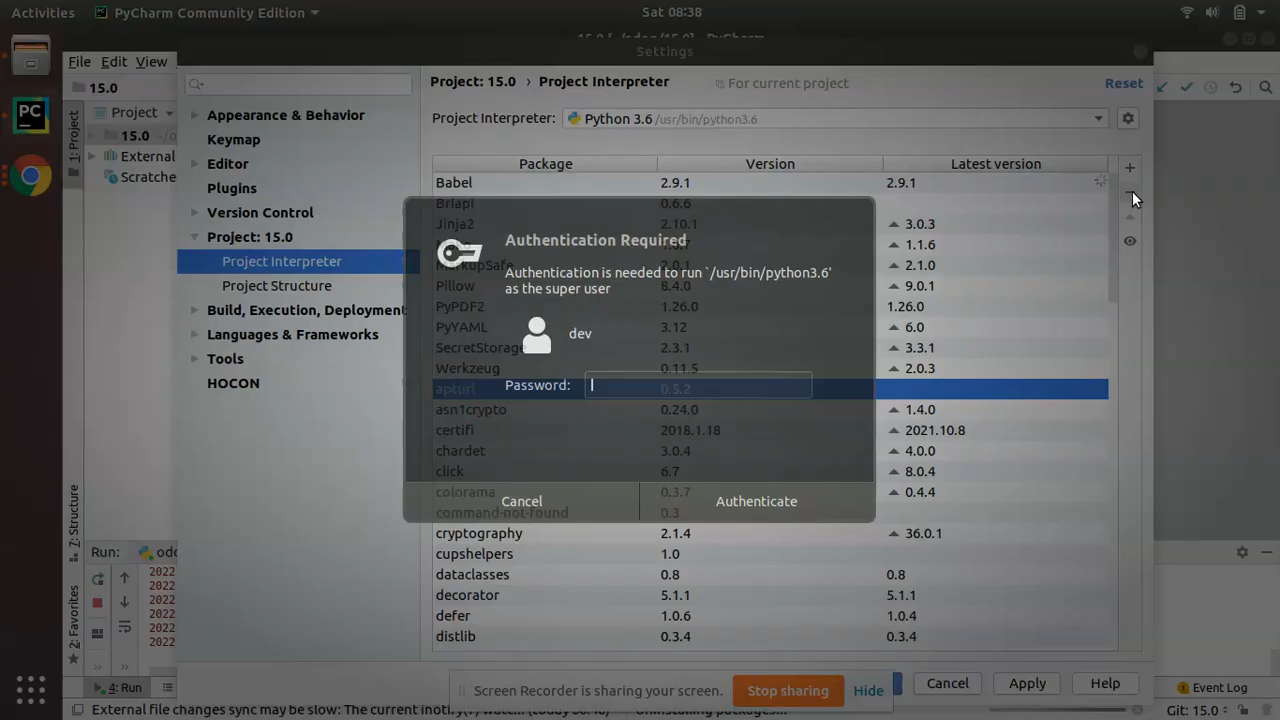 Activities
PyCharm Community Edition
Sat 08:38
Settings
File Edit View
Project: 15.0 › Project Interpreter
For current project
Reset
15.0
Project
15.0
External
Scratche
1: Project
7: Structure
2: Favorites
Appearance & Behavior
Keymap
Editor
Plugins
Version Control
Project: 15.0
Project Interpreter
Project Structure
Build, Execution, Deployment
Languages & Frameworks
Tools
HOCON
Project Interpreter: Python 3.6 /usr/bin/python3.6
Package Version Latest version
Babel 2.9.1 2.9.1
Brlapi 0.6.6
Jinja2 2.10.1 3.0.3
1.1.6
MarkupSafe 2.0.1 2.1.0
Pillow 8.4.0 9.0.1
PyPDF2 1.26.0 1.26.0
PyYAML 3.12 6.0
SecretStorage 2.3.1 3.3.1
Werkzeug 0.11.5 2.0.3
apturl 0.5.2
asn1crypto 0.24.0 1.4.0
certifi 2018.1.18 2021.10.8
chardet 3.0.4 4.0.0
click 6.7 8.0.4
colorama 0.3.7 0.4.4
command-not-found 0.3
cryptography 2.1.4 36.0.1
cupshelpers 1.0
dataclasses 0.8 0.8
decorator 5.1.1 5.1.1
defer 1.0.6 1.0.4
distlib 0.3.4 0.3.4
Authentication Required
Authentication is needed to run `/usr/bin/python3.6'
as the super user
dev
Password:
Cancel
Authenticate
Run: odo
2022
2022
2022
2022
2022
2022
4: Run
Screen Recorder is sharing your screen.
Stop sharing
Hide
Cancel
Apply
Help
1 Event Log
External file changes sync may be slow: The current
Git: 15.0